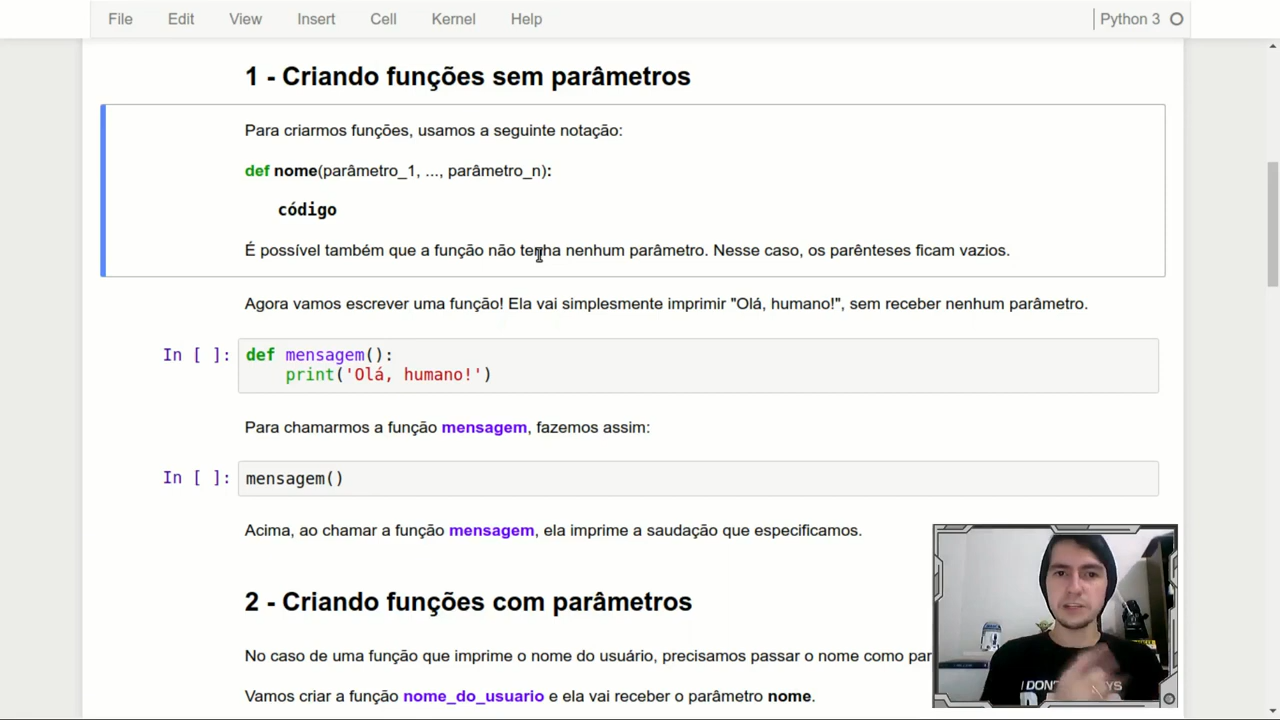 File Edit View Insert Cell Kernel Help Python 3
1 - Criando funções sem parâmetros
Para criarmos funções, usamos a seguinte notação:
def nome(parâmetro_1, ..., parâmetro_n):
código
É possível também que a função não tenha nenhum parâmetro. Nesse caso, os parênteses ficam vazios.
Agora vamos escrever uma função! Ela vai simplesmente imprimir "Olá, humano!", sem receber nenhum parâmetro.
In [ ]: def mensagem():
print('Olá, humano!')
Para chamarmos a função mensagem, fazemos assim:
In [ ]: mensagem()
Acima, ao chamar a função mensagem, ela imprime a saudação que especificamos.
2 - Criando funções com parâmetros
No caso de uma função que imprime o nome do usuário, precisamos passar o nome como par
Vamos criar a função nome_do_usuario e ela vai receber o parâmetro nome.
I DON'